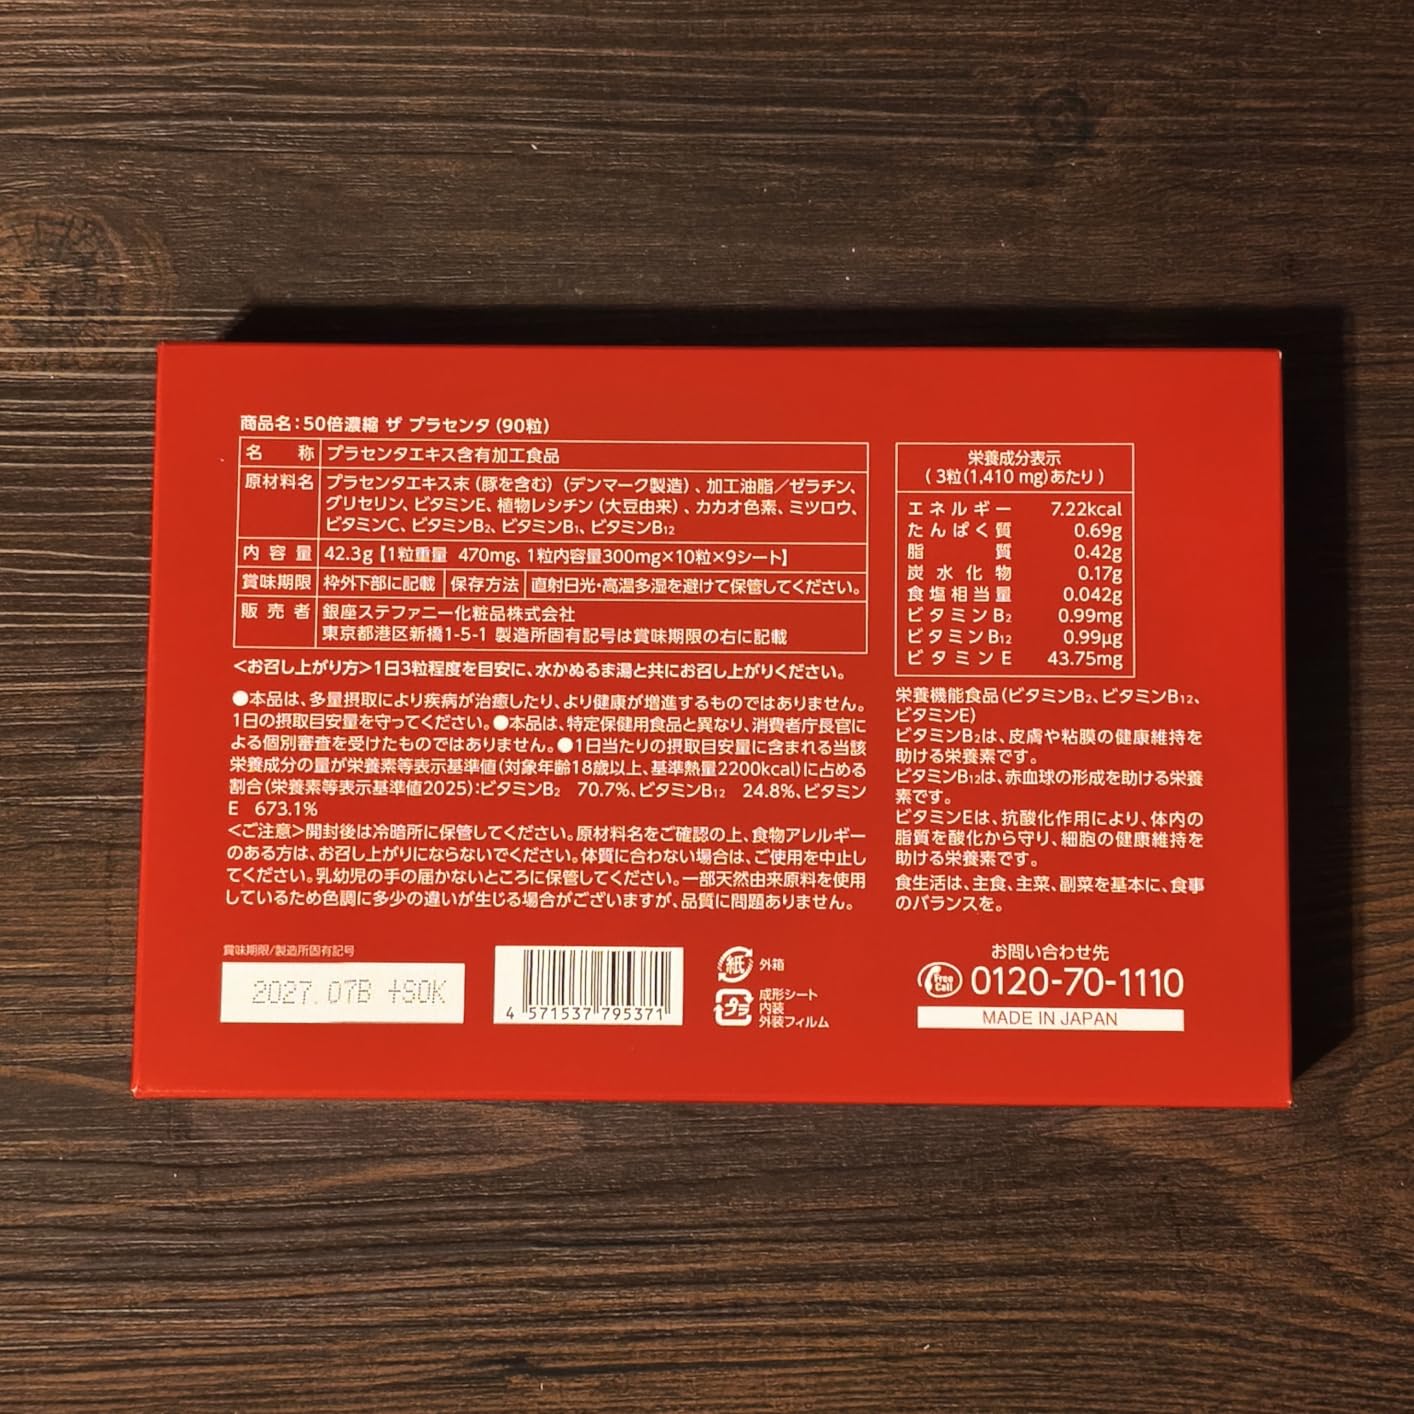 商品名：50倍濃縮 ザ プラセンタ（90粒）
名称 プラセンタエキス含有加工食品
原材料名 プラセンタエキス末（豚を含む）（デンマーク製造）、加工油脂／ゼラチン、
グリセリン、ビタミンE、植物レシチン（大豆由来）、カカオ色素、ミツロウ、
ビタミンC、ビタミンB₂、ビタミンB₁、ビタミンB₁₂
内容量 42.3g【1粒重量 470mg、1粒内容量300mg×10粒×9シート】
賞味期限 枠外下部に記載 保存方法 直射日光・高温多湿を避けて保管してください。
販売者 銀座ステファニー化粧品株式会社
東京都港区新橋1-5-1 製造所固有記号は賞味期限の右に記載
＜お召し上がり方＞1日3粒程度を目安に、水かぬるま湯と共にお召し上がりください。
●本品は、多量摂取により疾病が治癒したり、より健康が増進するものではありません。
1日の摂取目安量を守ってください。●本品は、特定保健用食品と異なり、消費者庁長官に
よる個別審査を受けたものではありません。●1日当たりの摂取目安量に含まれる当該
栄養成分の量が栄養素等表示基準値（対象年齢18歳以上、基準熱量2200kcal）に占める
割合（栄養素等表示基準値2025）：ビタミンB₂ 70.7%、ビタミンB₁₂ 24.8%、ビタミン
E 673.1%
＜ご注意＞開封後は冷暗所に保管してください。原材料名をご確認の上、食物アレルギー
のある方は、お召し上がりにならないでください。体質に合わない場合は、ご使用を中止し
てください。乳幼児の手の届かないところに保管してください。一部天然由来原料を使用
しているため色調に多少の違いが生じる場合がございますが、品質に問題ありません。
栄養成分表示
（3粒(1,410 mg)あたり）
エネルギー 7.22kcal
たんぱく質 0.69g
脂質 0.42g
炭水化物 0.17g
食塩相当量 0.042g
ビタミンB₂ 0.99mg
ビタミンB₁₂ 0.99μg
ビタミンE 43.75mg
栄養機能食品（ビタミンB₂、ビタミンB₁₂、
ビタミンE）
ビタミンB₂は、皮膚や粘膜の健康維持を
助ける栄養素です。
ビタミンB₁₂は、赤血球の形成を助ける栄養
素です。
ビタミンEは、抗酸化作用により、体内の
脂質を酸化から守り、細胞の健康維持を
助ける栄養素です。
食生活は、主食、主菜、副菜を基本に、食事
のバランスを。
賞味期限/製造所固有記号
2027.07B +SOK
4 571537 795371
紙 外箱
プラ 成形シート
内装
外装フィルム
お問い合わせ先
Free Call 0120-70-1110
MADE IN JAPAN